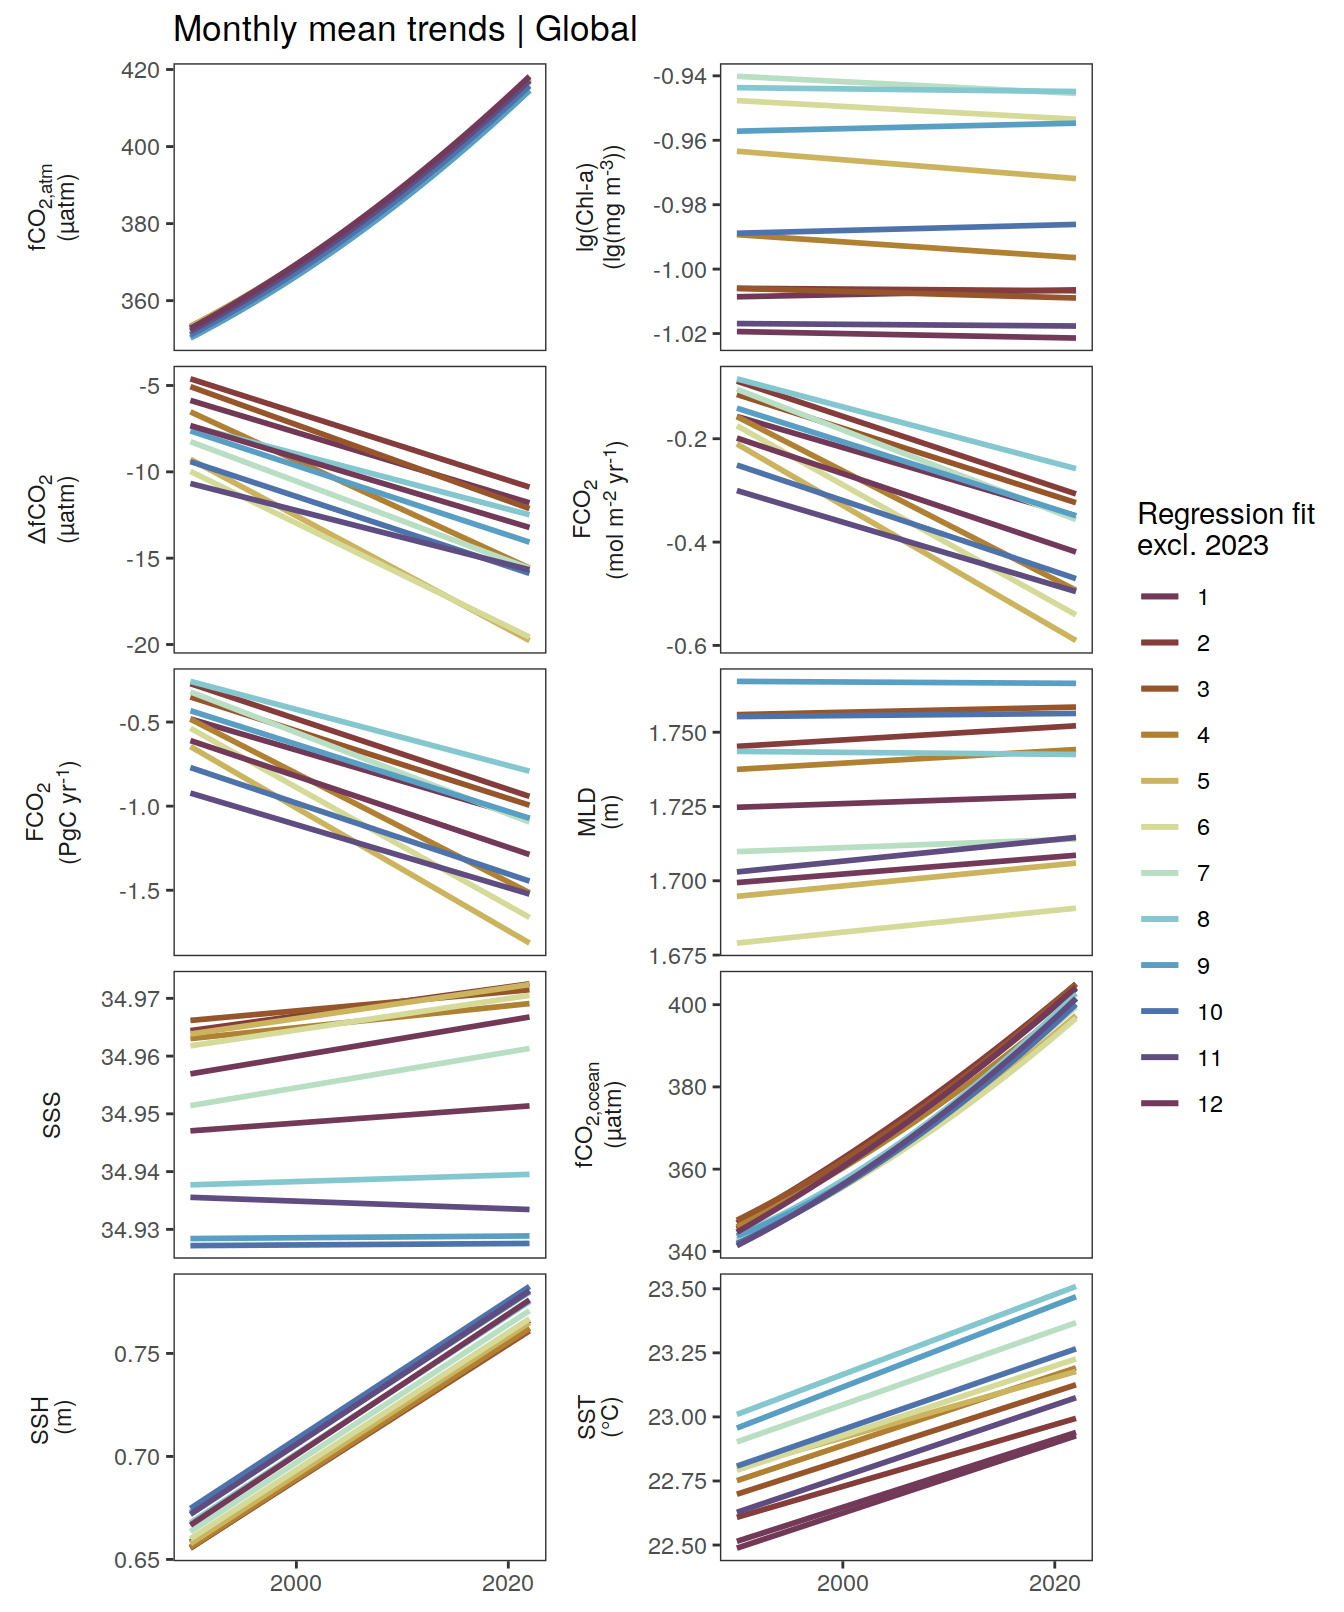 Monthly mean trends | Global
fCO2,atm
(µatm)
420
400
380
360
lg(Chl-a)
(lg(mg m-3))
-0.94
-0.96
-0.98
-1.00
-1.02
ΔfCO2
(µatm)
-5
-10
-15
-20
FCO2
(mol m-2 yr-1)
-0.2
-0.4
-0.6
FCO2
(PgC yr-1)
-0.5
-1.0
-1.5
MLD
(m)
1.750
1.725
1.700
1.675
SSS
34.97
34.96
34.95
34.94
34.93
fCO2,ocean
(µatm)
400
380
360
340
SSH
(m)
0.75
0.70
0.65
2000
2020
SST
(°C)
23.50
23.25
23.00
22.75
22.50
2000
2020
Regression fit
excl. 2023
1
2
3
4
5
6
7
8
9
10
11
12